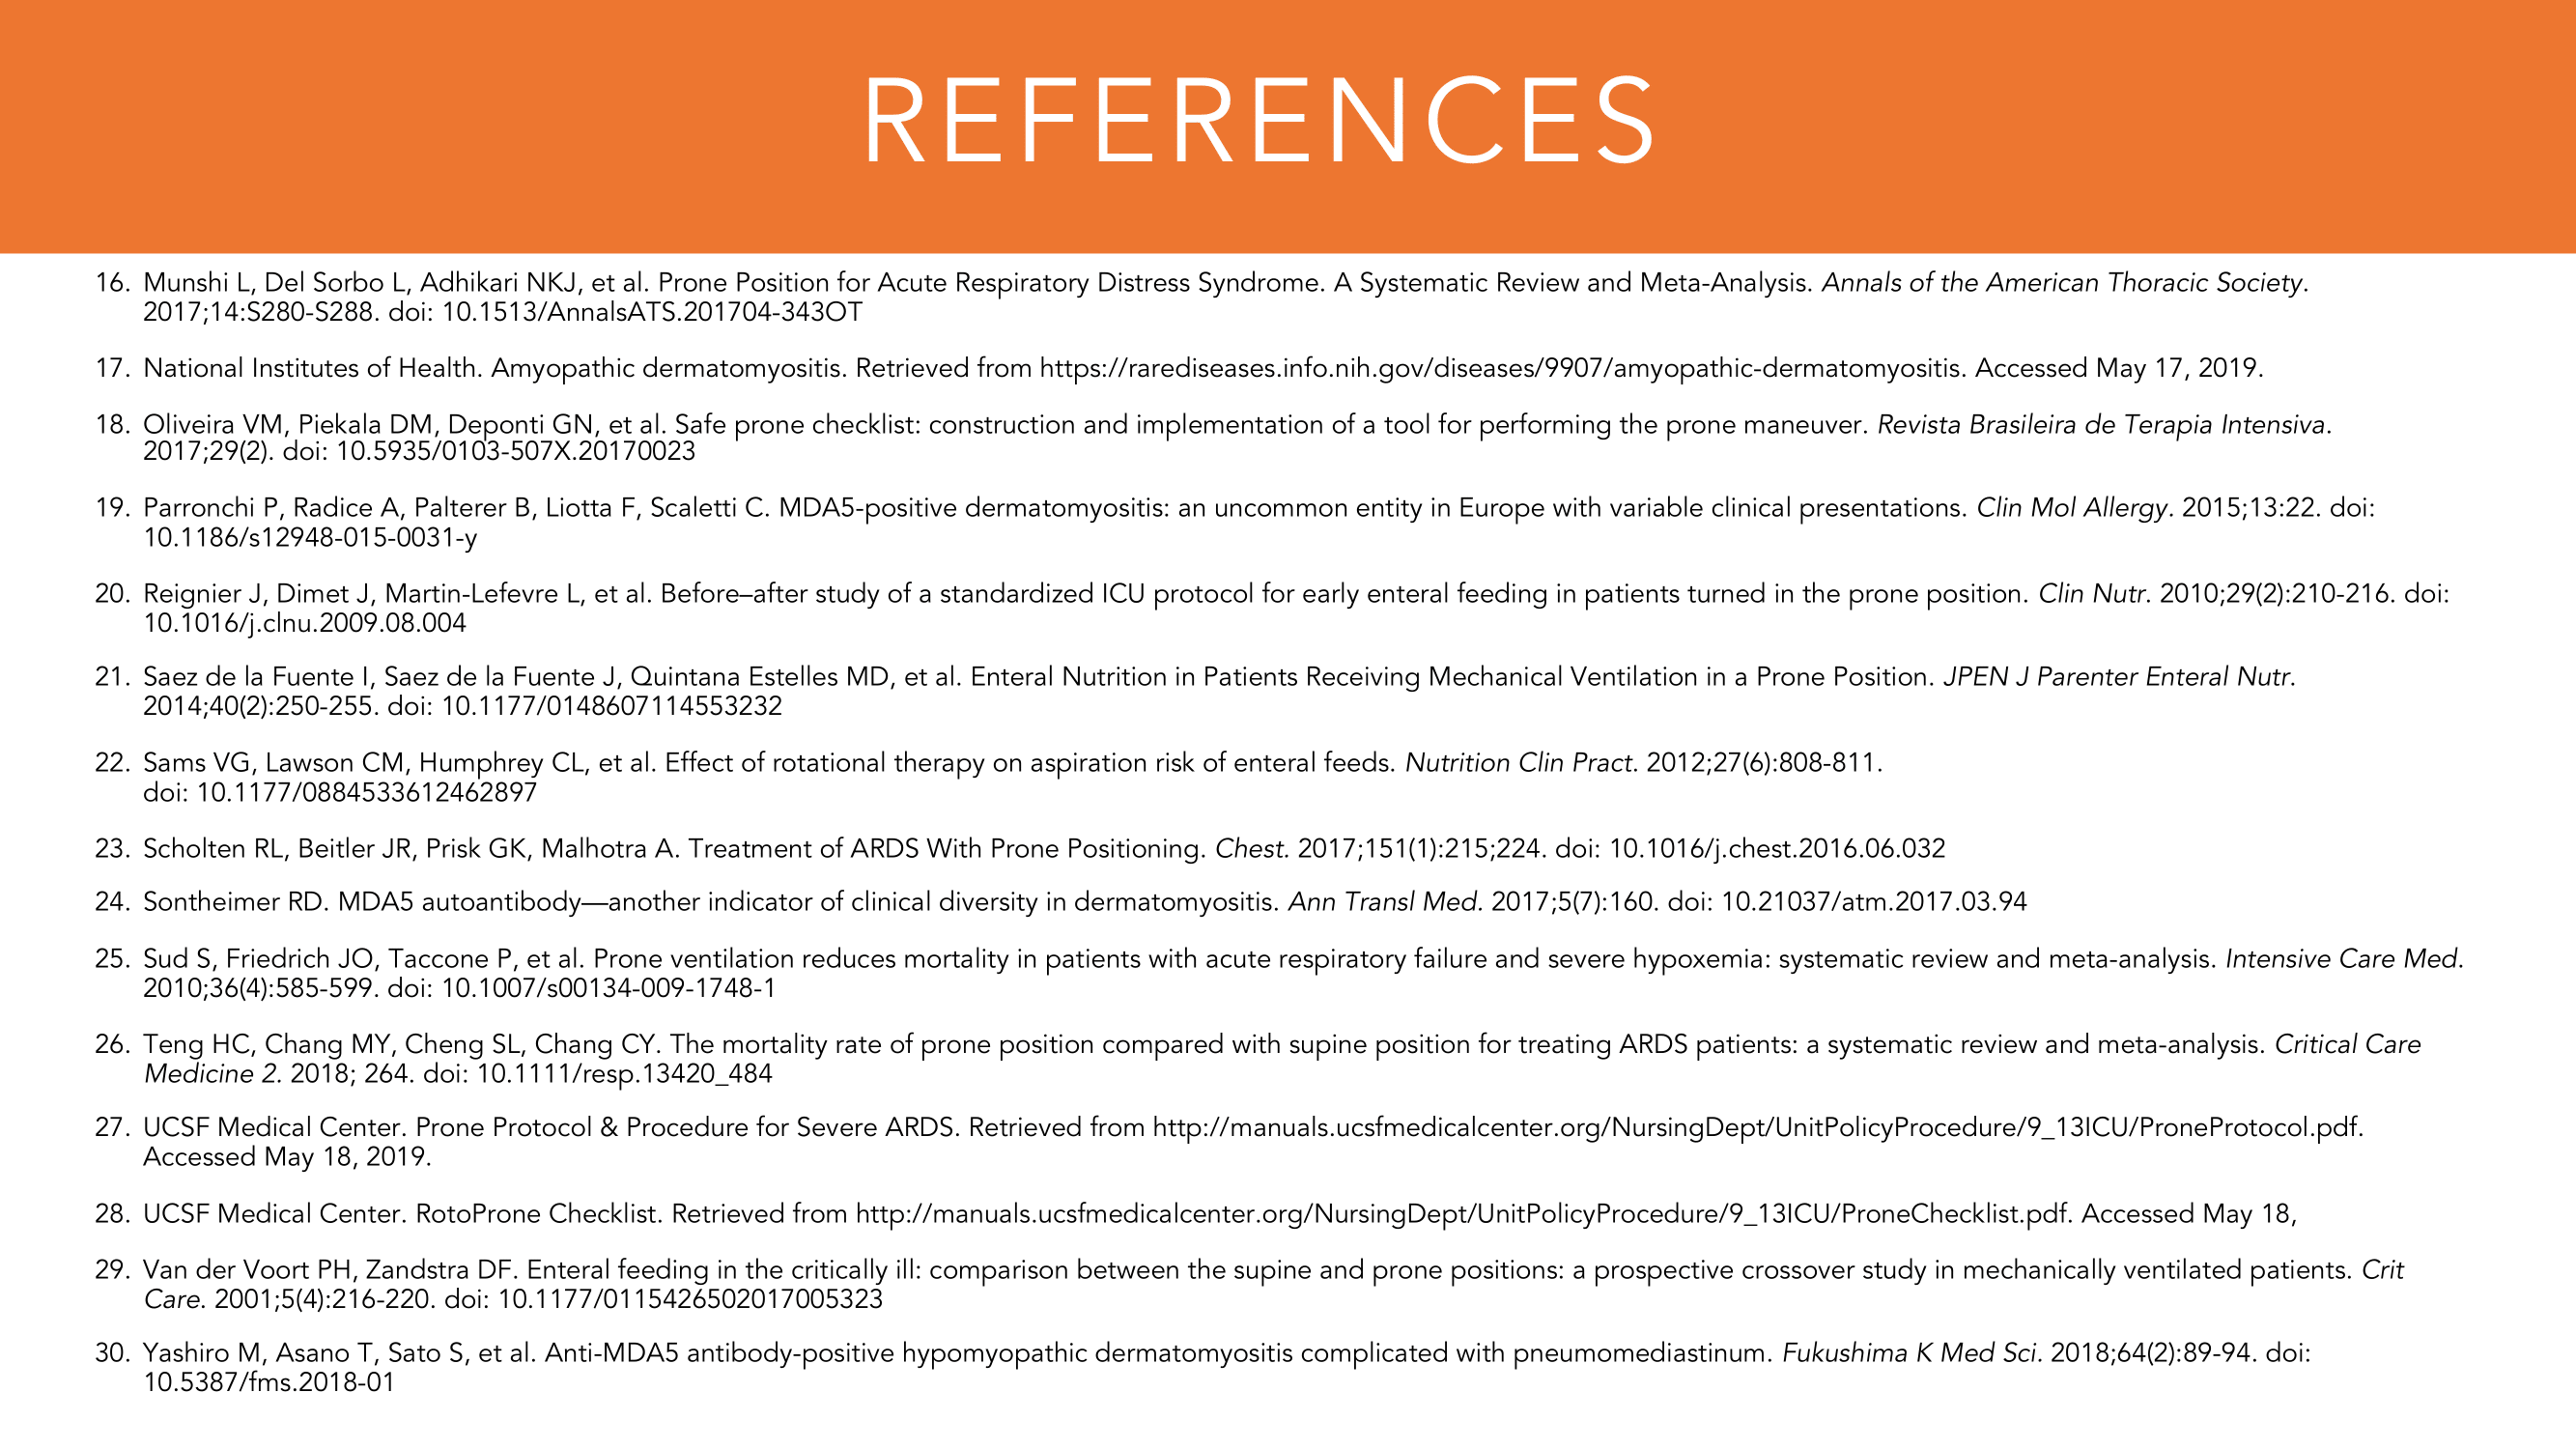 REFERENCES
16. Munshi L, Del Sorbo L, Adhikari NKJ, et al. Prone Position for Acute Respiratory Distress Syndrome. A Systematic Review and Meta-Analysis. Annals of the American Thoracic Society.
2017;14:S280-S288. doi: 10.1513/AnnalsATS.201704-343OT
17. National Institutes of Health. Amyopathic dermatomyositis. Retrieved from https://rarediseases.info.nih.gov/diseases/9907/amyopathic-dermatomyositis. Accessed May 17, 2019.
18. Oliveira VM, Piekala DM, Deponti GN, et al. Safe prone checklist: construction and implementation of a tool for performing the prone maneuver. Revista Brasileira de Terapia Intensiva.
2017;29(2). doi: 10.5935/0103-507X.20170023
19. Parronchi P, Radice A, Palterer B, Liotta F, Scaletti C. MDA5-positive dermatomyositis: an uncommon entity in Europe with variable clinical presentations. Clin Mol Allergy. 2015;13:22. doi:
10.1186/s12948-015-0031-y
20. Reignier J, Dimet J, Martin-Lefevre L, et al. Before–after study of a standardized ICU protocol for early enteral feeding in patients turned in the prone position. Clin Nutr. 2010;29(2):210-216. doi:
10.1016/j.clnu.2009.08.004
21. Saez de la Fuente I, Saez de la Fuente J, Quintana Estelles MD, et al. Enteral Nutrition in Patients Receiving Mechanical Ventilation in a Prone Position. JPEN J Parenter Enteral Nutr.
2014;40(2):250-255. doi: 10.1177/0148607114553232
22. Sams VG, Lawson CM, Humphrey CL, et al. Effect of rotational therapy on aspiration risk of enteral feeds. Nutrition Clin Pract. 2012;27(6):808-811.
doi: 10.1177/0884533612462897
23. Scholten RL, Beitler JR, Prisk GK, Malhotra A. Treatment of ARDS With Prone Positioning. Chest. 2017;151(1):215;224. doi: 10.1016/j.chest.2016.06.032
24. Sontheimer RD. MDA5 autoantibody—another indicator of clinical diversity in dermatomyositis. Ann Transl Med. 2017;5(7):160. doi: 10.21037/atm.2017.03.94
25. Sud S, Friedrich JO, Taccone P, et al. Prone ventilation reduces mortality in patients with acute respiratory failure and severe hypoxemia: systematic review and meta-analysis. Intensive Care Med.
2010;36(4):585-599. doi: 10.1007/s00134-009-1748-1
26. Teng HC, Chang MY, Cheng SL, Chang CY. The mortality rate of prone position compared with supine position for treating ARDS patients: a systematic review and meta-analysis. Critical Care
Medicine 2. 2018; 264. doi: 10.1111/resp.13420_484
27. UCSF Medical Center. Prone Protocol & Procedure for Severe ARDS. Retrieved from http://manuals.ucsfmedicalcenter.org/NursingDept/UnitPolicyProcedure/9_13ICU/ProneProtocol.pdf.
Accessed May 18, 2019.
28. UCSF Medical Center. RotoProne Checklist. Retrieved from http://manuals.ucsfmedicalcenter.org/NursingDept/UnitPolicyProcedure/9_13ICU/ProneChecklist.pdf. Accessed May 18,
29. Van der Voort PH, Zandstra DF. Enteral feeding in the critically ill: comparison between the supine and prone positions: a prospective crossover study in mechanically ventilated patients. Crit
Care. 2001;5(4):216-220. doi: 10.1177/0115426502017005323
30. Yashiro M, Asano T, Sato S, et al. Anti-MDA5 antibody-positive hypomyopathic dermatomyositis complicated with pneumomediastinum. Fukushima K Med Sci. 2018;64(2):89-94. doi:
10.5387/fms.2018-01